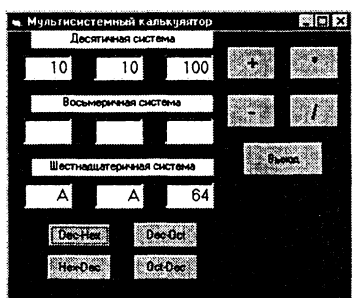 Мультисистемный калькулятор
Десятичная система
10 10 100
+ *
Восьмеричная система
- /
Шестнадцатеричная система
Выход
A A 64
Dec-Hex Dec-Oct
Hex-Dec Oct-Dec